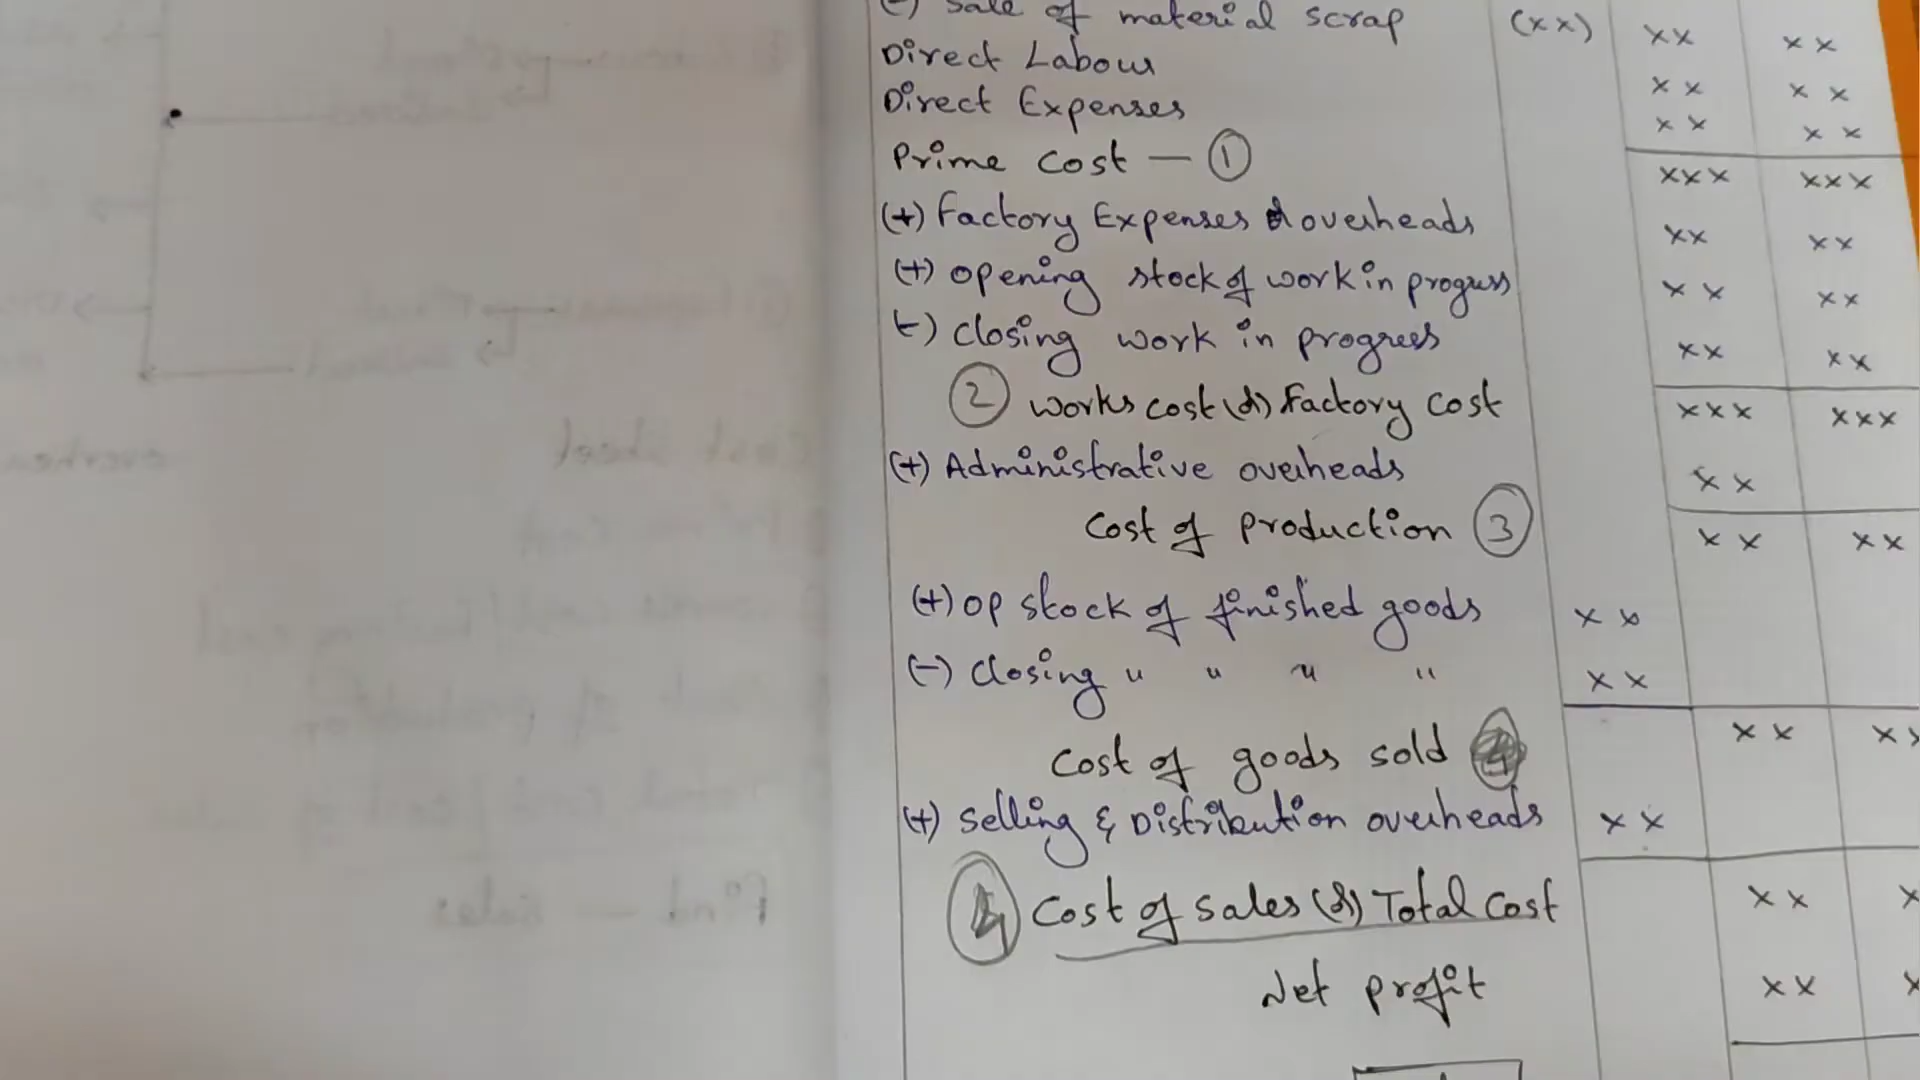 (-) Sale of material scrap (xx) xx xx
Direct Labour xx xx
Direct Expenses xx xx
Prime Cost — ① xxx xxx
(+) Factory Expenses & overheads xx xx
(+) Opening stock of work in progress xx xx
(-) Closing work in progress xx xx
② Works cost (or) Factory Cost xxx xxx
(+) Administrative overheads xx
Cost of production ③ xx xx
(+) Op stock of finished goods xx
(-) Closing " " " " xx
Cost of goods sold xx
(+) Selling & Distribution overheads xx
Cost of Sales (or) Total Cost xx x
Net profit xx x